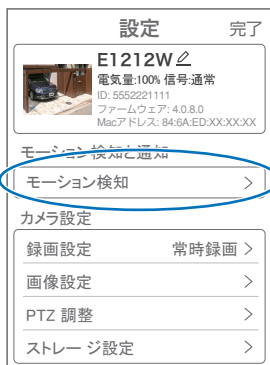 設定 完了
E1212W
電気量:100% 信号:通常
ID: 5552221111
ファームウェア: 4.0.8.0
Macアドレス: 84:6A:ED:XX:XX:XX
モーション検知と通知
モーション検知
カメラ設定
録画設定 常時録画
画像設定
PTZ 調整
ストレージ設定